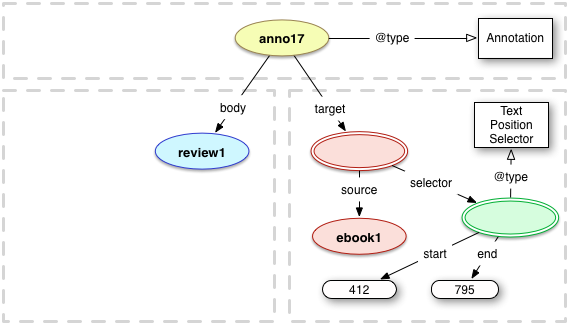 anno17
@type
Annotation
body
target
Text
Position
Selector
review1
@type
source
selector
ebook1
start
end
412
795